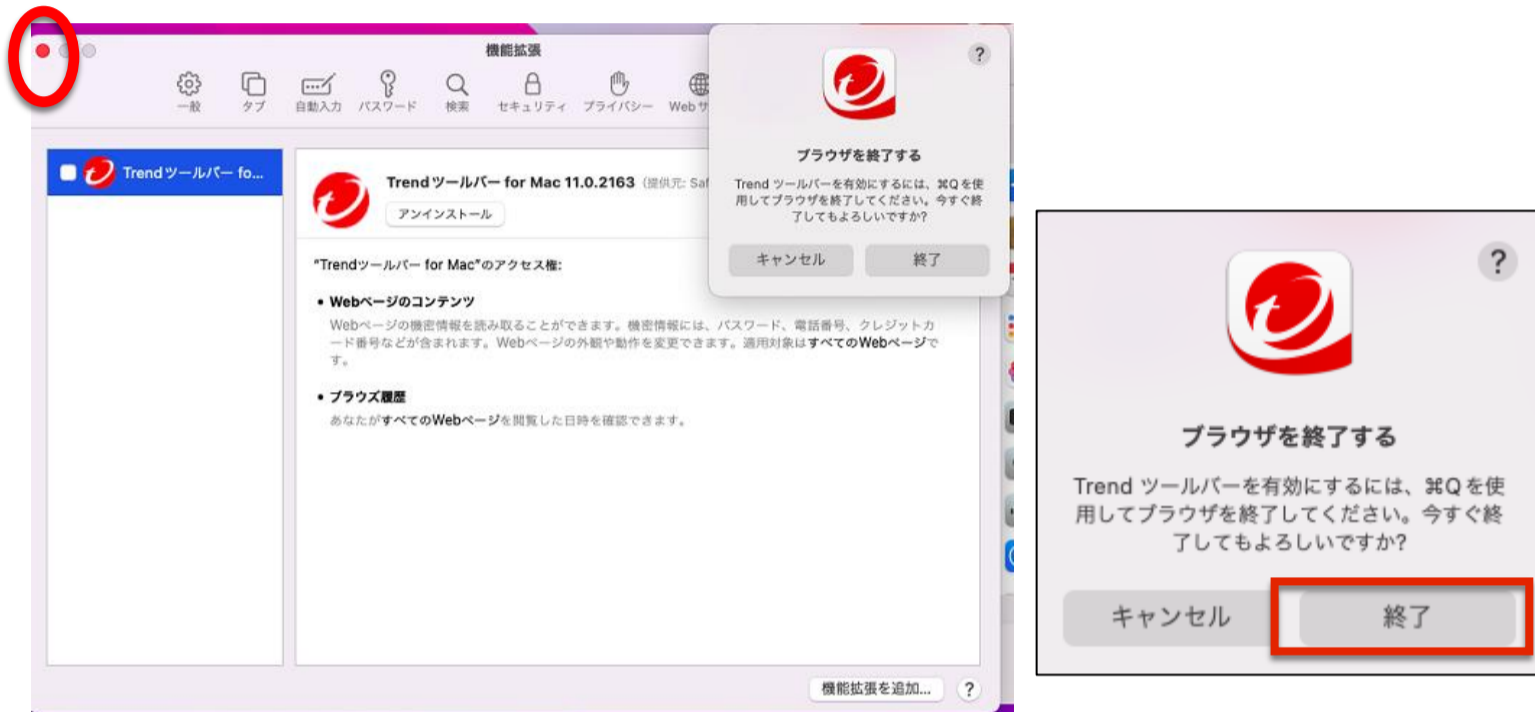 機能拡張
一般
タブ
自動入力
パスワード
検索
セキュリティ
プライバシー
Web サ
Trend ツールバー fo...
Trend ツールバー for Mac 11.0.2163 (提供元: Saf
アンインストール
"Trendツールバー for Mac"のアクセス権:
• Webページのコンテンツ
Webページの機密情報を読み取ることができます。機密情報には、パスワード、電話番号、クレジットカ
ード番号などが含まれます。Webページの外観や動作を変更できます。適用対象はすべてのWebページで
す。
• ブラウズ履歴
あなたがすべてのWebページを閲覧した日時を確認できます。
機能拡張を追加...
?
?
ブラウザを終了する
Trend ツールバーを有効にするには、⌘Q を使
用してブラウザを終了してください。今すぐ終
了してもよろしいですか?
キャンセル
終了
?
ブラウザを終了する
Trend ツールバーを有効にするには、⌘Q を使
用してブラウザを終了してください。今すぐ終
了してもよろしいですか?
キャンセル
終了